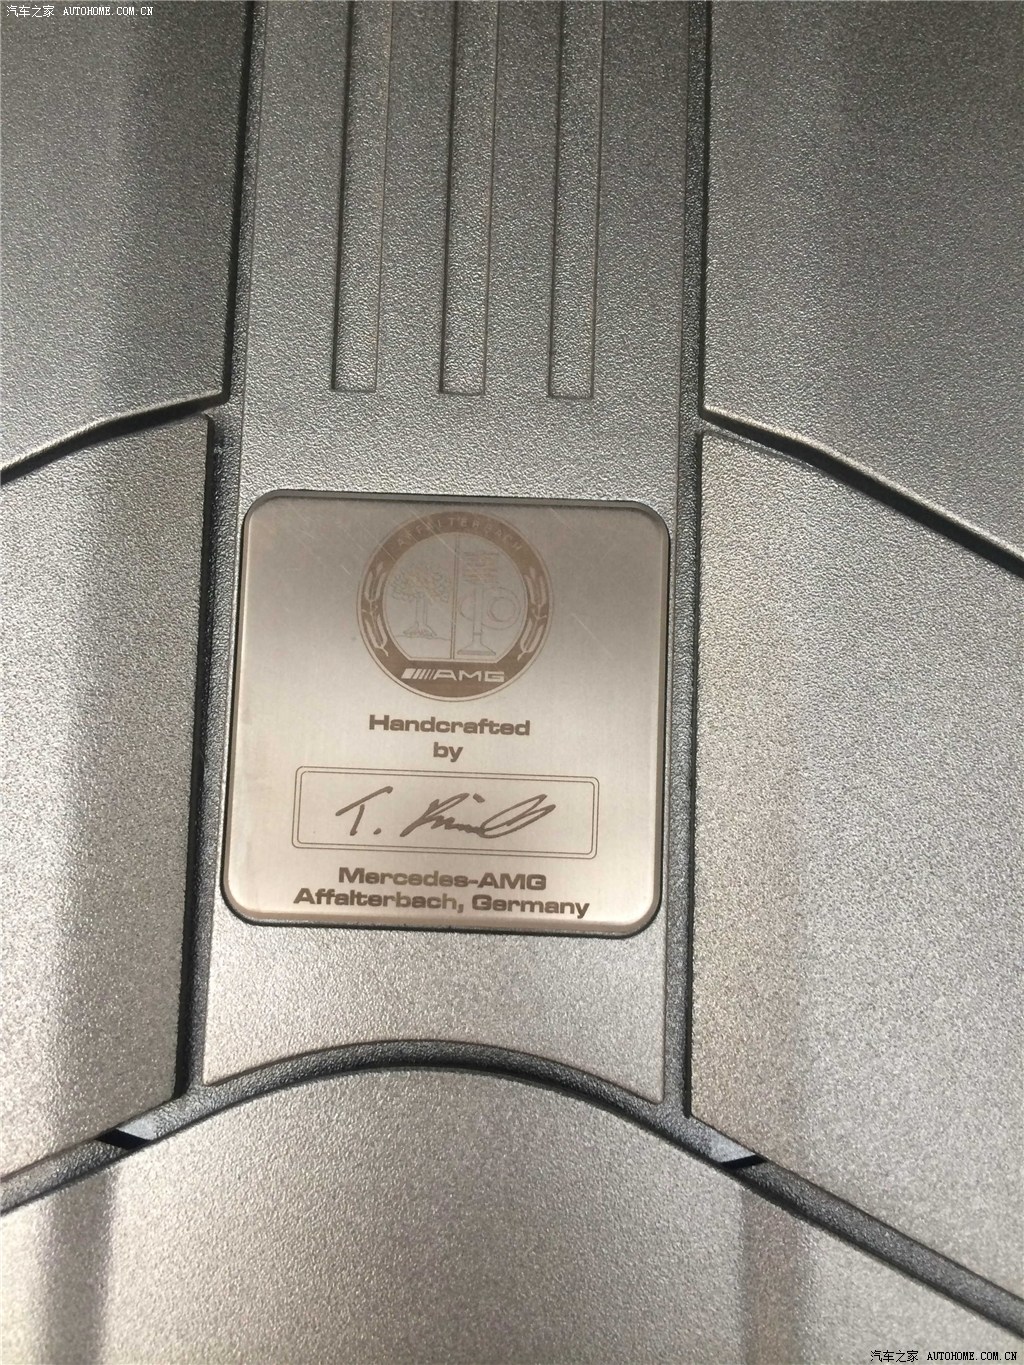 汽车之家 AUTOHOME.COM.CN
AFFALTERBACH
AMG
Handcrafted
by
Mercedes-AMG
Affalterbach, Germany
汽车之家 AUTOHOME.COM.CN